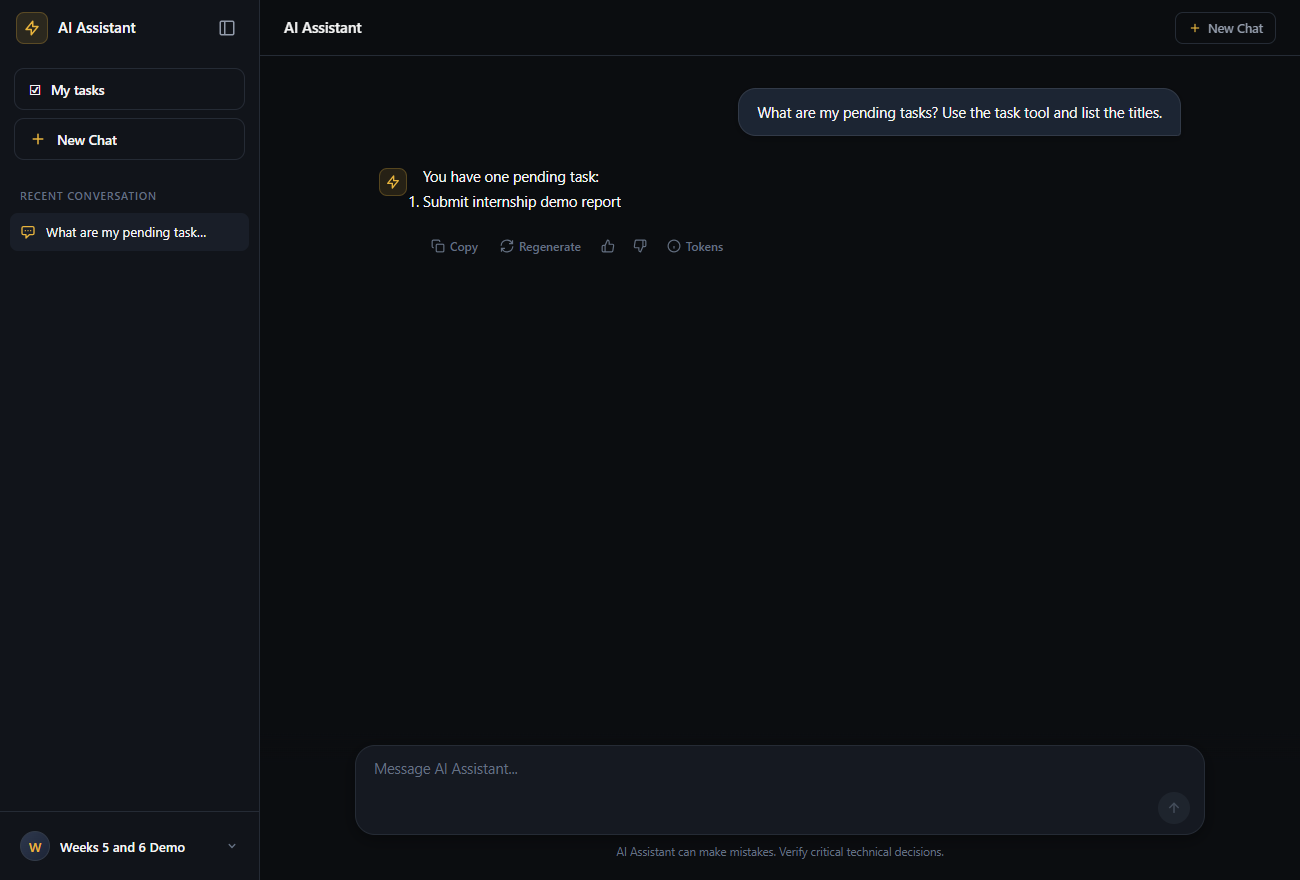 AI Assistant
My tasks
New Chat
RECENT CONVERSATION
What are my pending task...
W
Weeks 5 and 6 Demo
AI Assistant
New Chat
What are my pending tasks? Use the task tool and list the titles.
You have one pending task:
1. Submit internship demo report
Copy
Regenerate
Tokens
Message AI Assistant...
AI Assistant can make mistakes. Verify critical technical decisions.